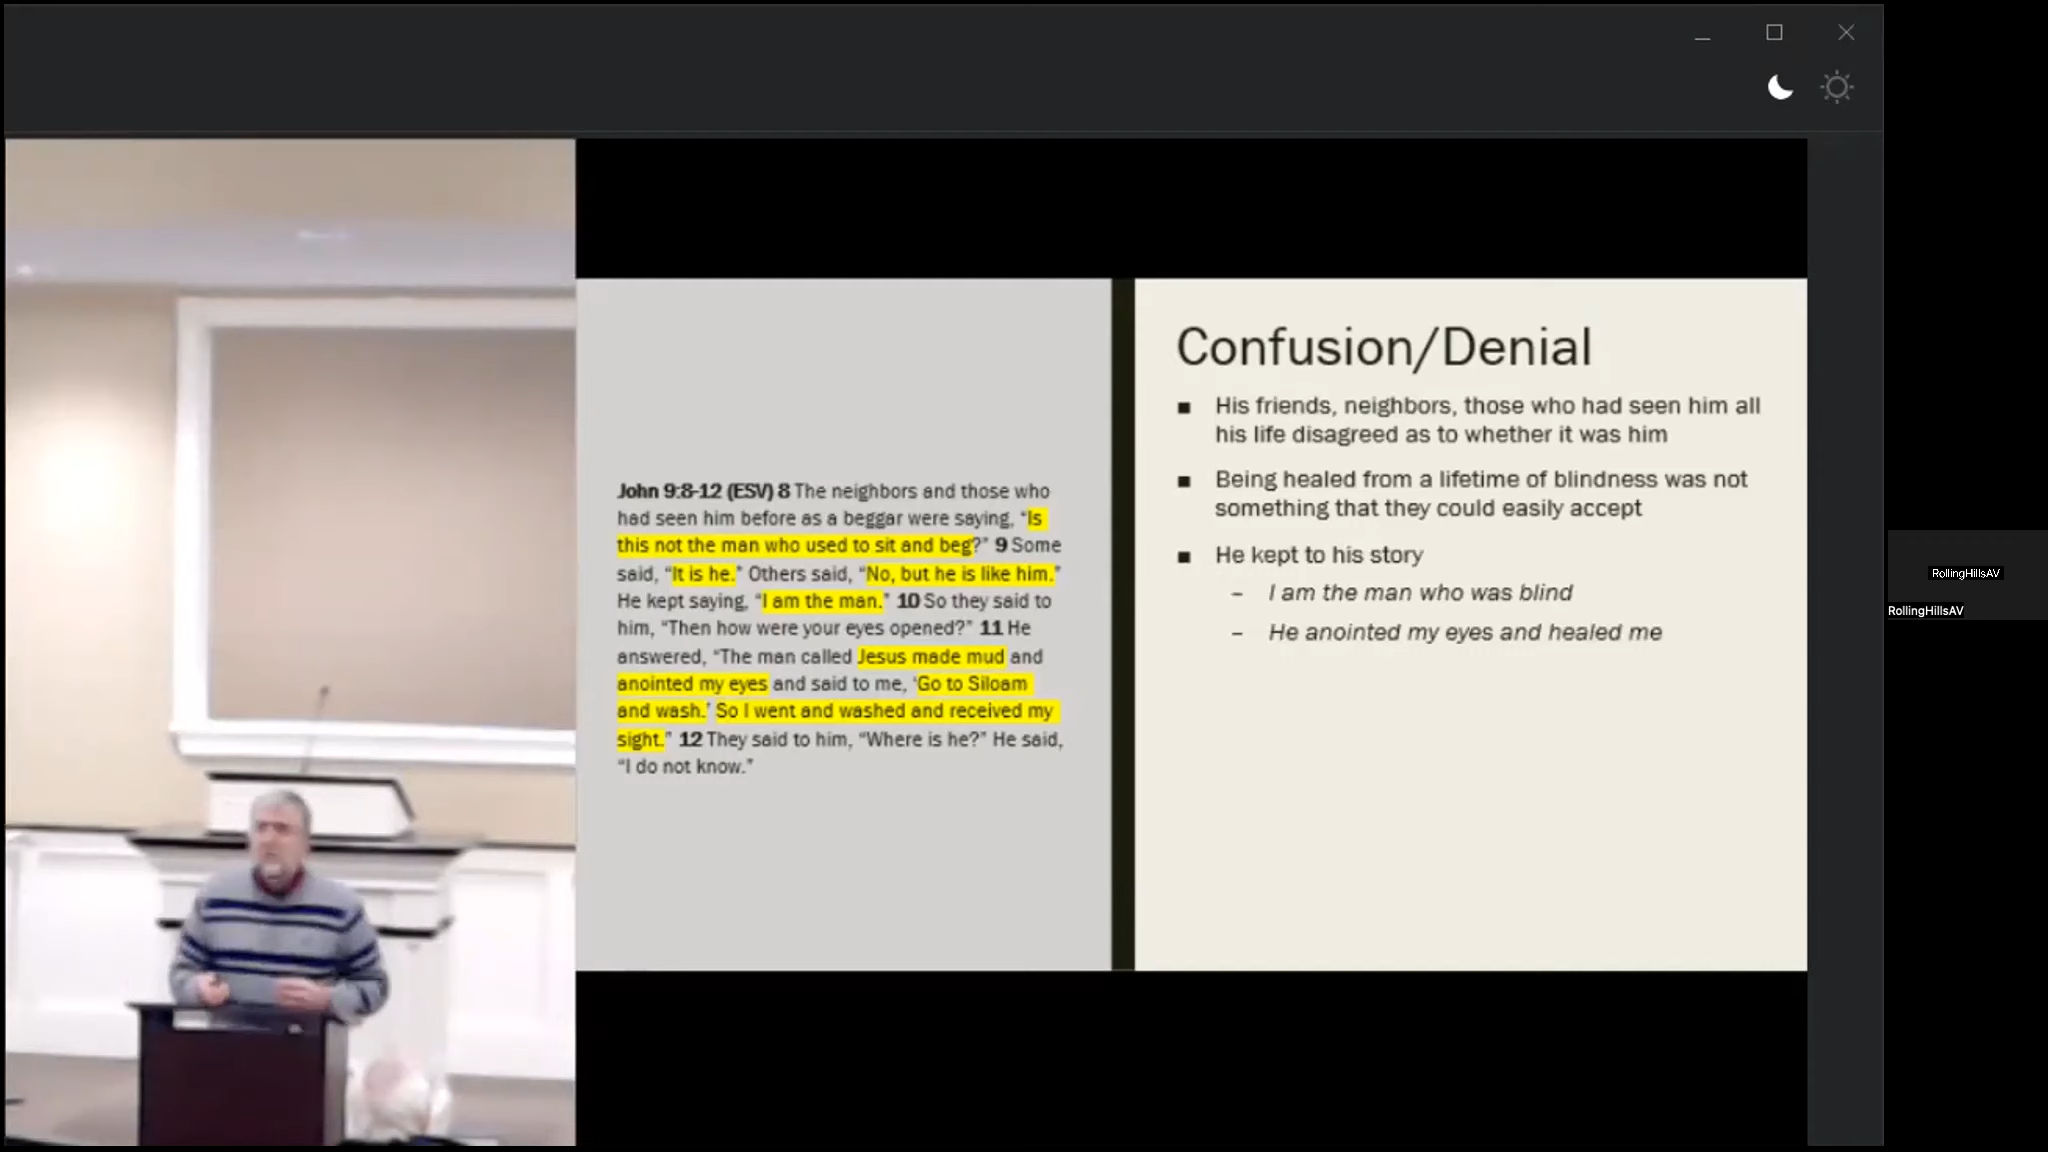 John 9:8-12 (ESV) 8 The neighbors and those who
had seen him before as a beggar were saying, “Is
this not the man who used to sit and beg?” 9 Some
said, “It is he.” Others said, “No, but he is like him.”
He kept saying, “I am the man.” 10 So they said to
him, “Then how were your eyes opened?” 11 He
answered, “The man called Jesus made mud and
anointed my eyes and said to me, ‘Go to Siloam
and wash.’ So I went and washed and received my
sight.” 12 They said to him, “Where is he?” He said,
“I do not know.”
Confusion/Denial
■ His friends, neighbors, those who had seen him all
his life disagreed as to whether it was him
■ Being healed from a lifetime of blindness was not
something that they could easily accept
■ He kept to his story
– I am the man who was blind
– He anointed my eyes and healed me
RollingHillsAV
RollingHillsAV